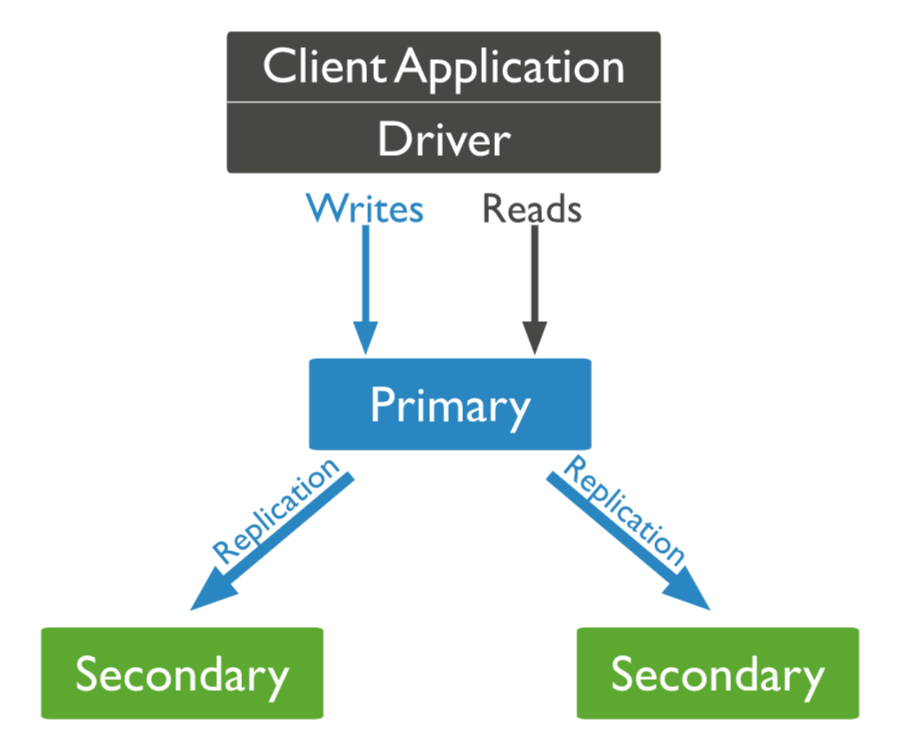 Client Application
Driver
Writes
Reads
Primary
Replication
Replication
Secondary
Secondary